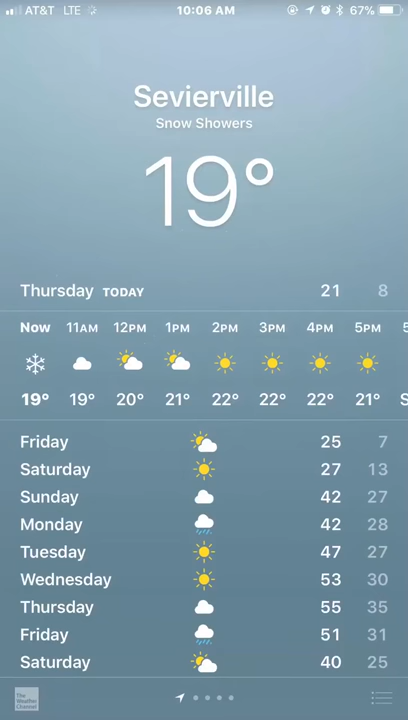 AT&T LTE 10:06 AM 67%
Sevierville
Snow Showers
19°
Thursday TODAY 21 8
Now 11AM 12PM 1PM 2PM 3PM 4PM 5PM 5
19° 19° 20° 21° 22° 22° 22° 21° S
Friday 25 7
Saturday 27 13
Sunday 42 27
Monday 42 28
Tuesday 47 27
Wednesday 53 30
Thursday 55 35
Friday 51 31
Saturday 40 25
The
Weather
Channel